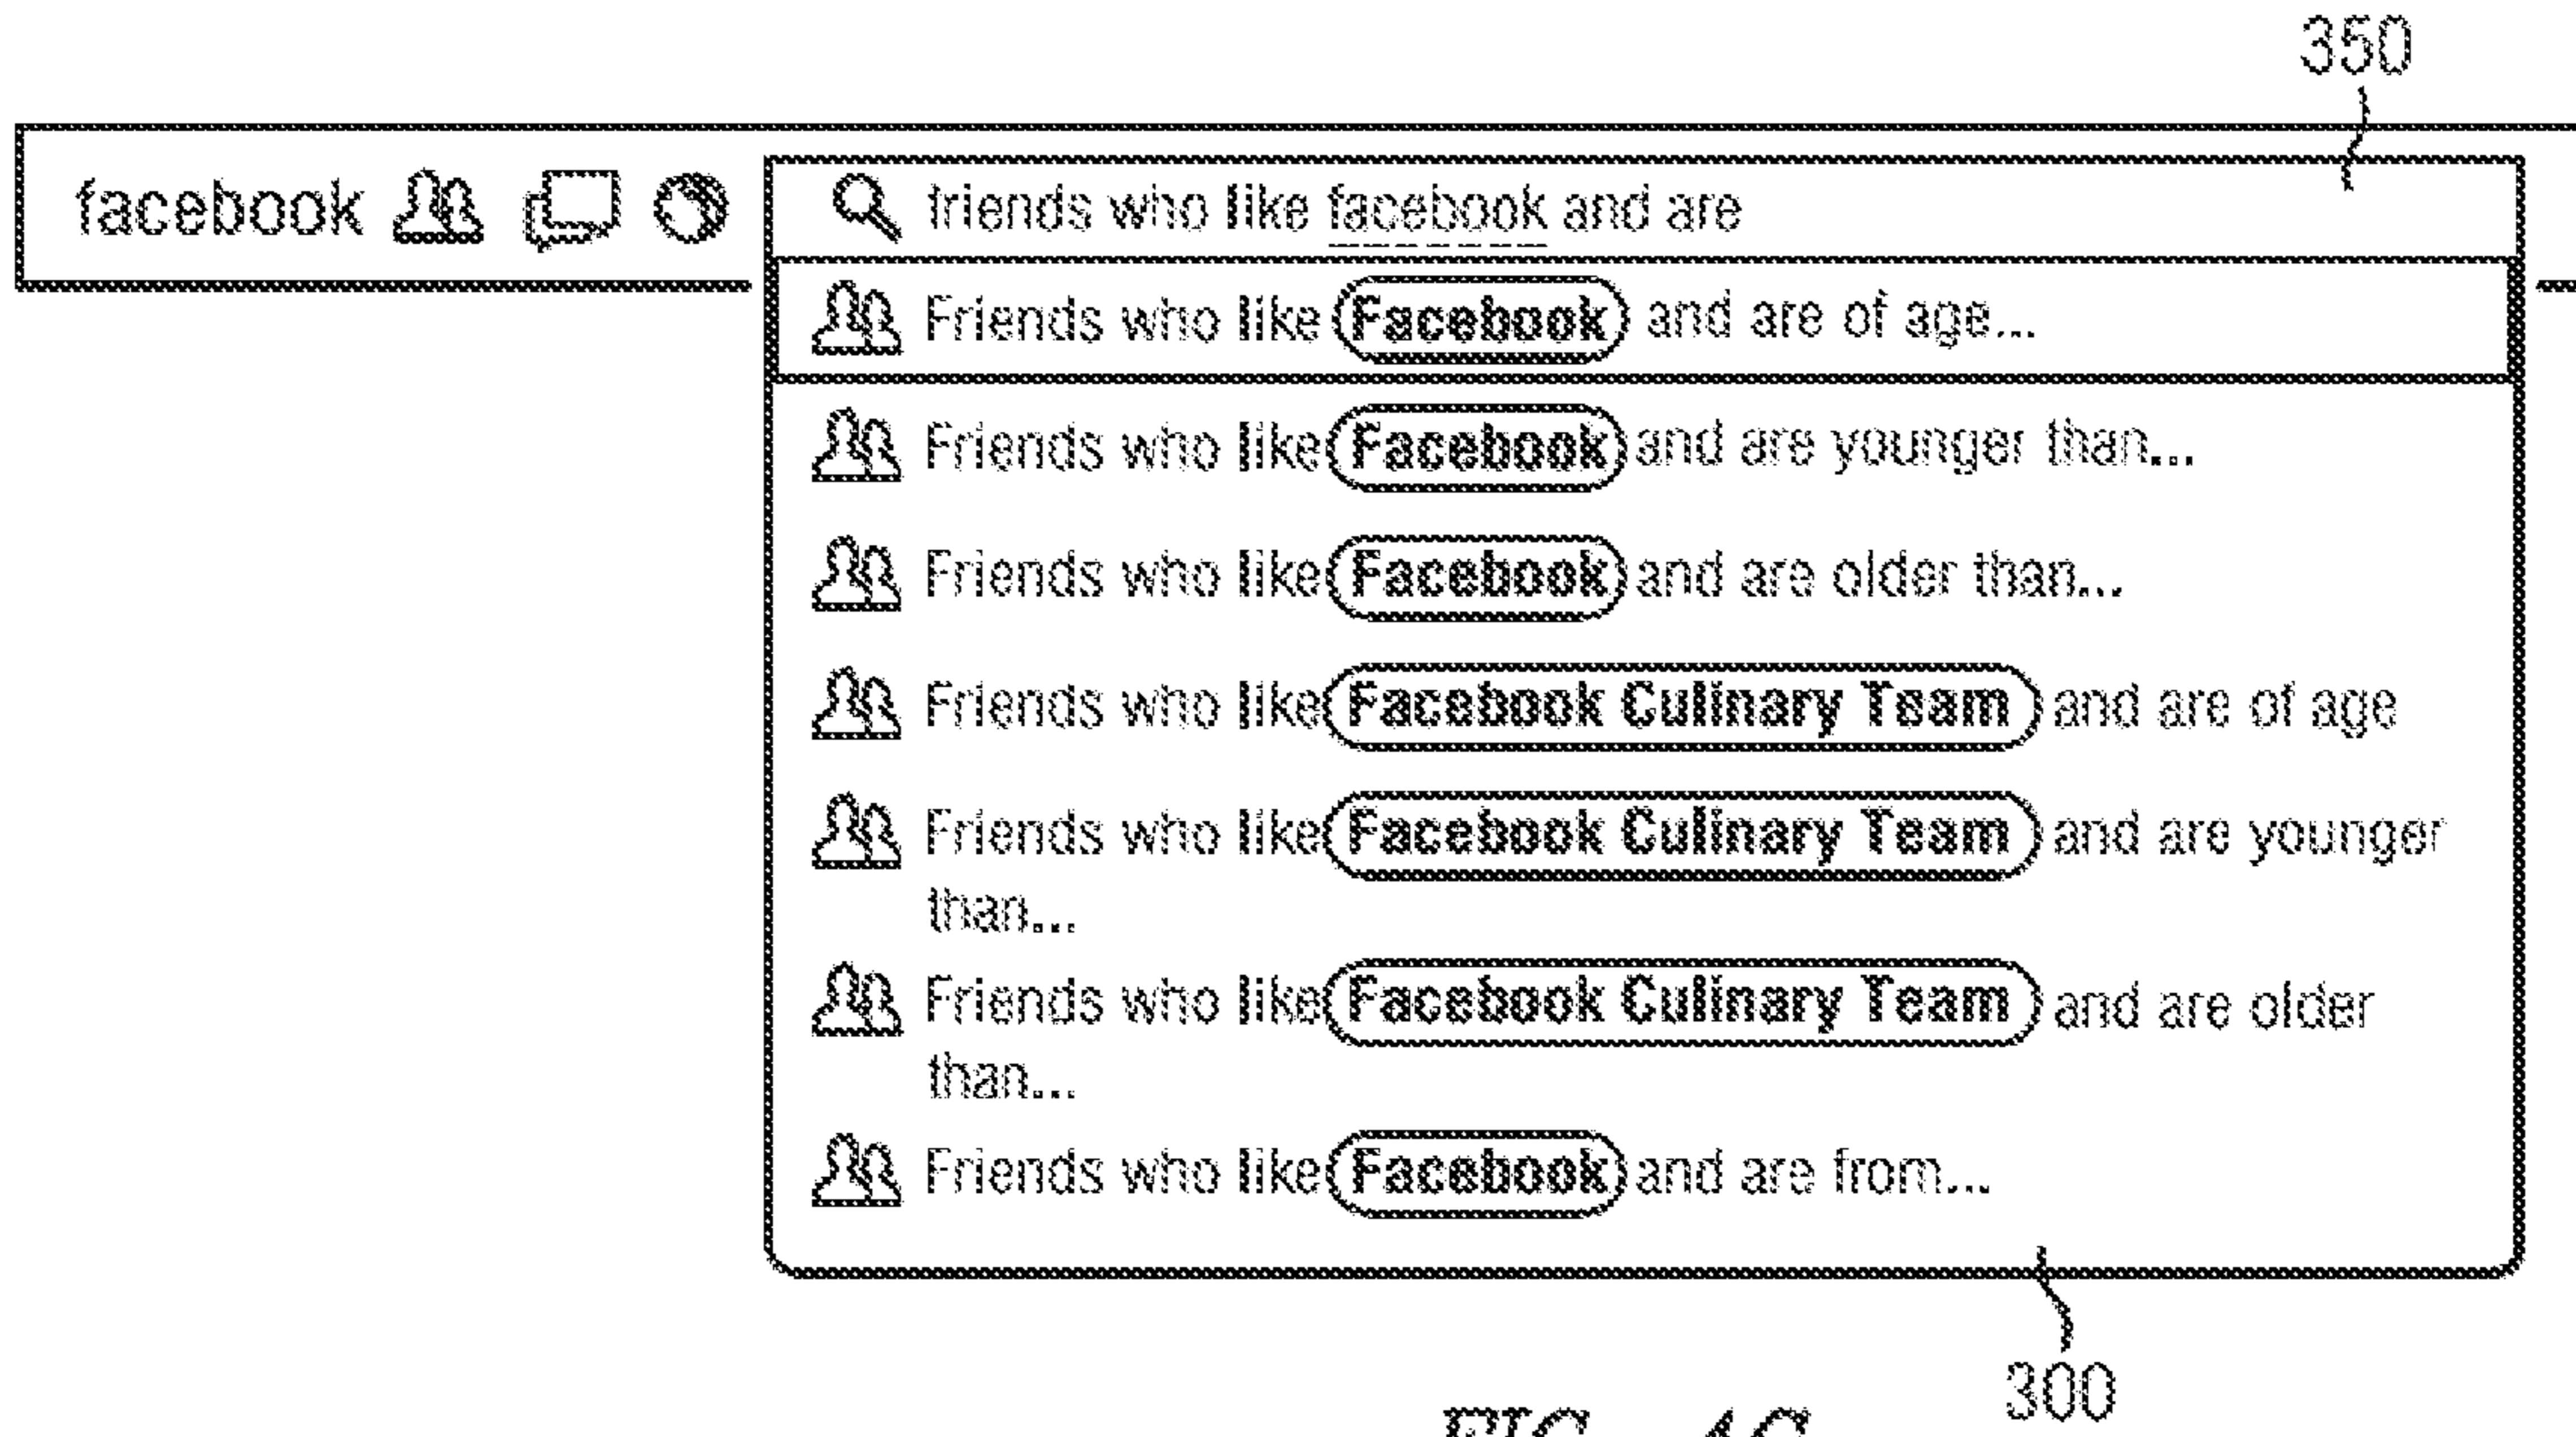 350
facebook
friends who like facebook and are
Friends who like Facebook and are of age...
Friends who like Facebook and are younger than...
Friends who like Facebook and are older than...
Friends who like Facebook Culinary Team and are of age
Friends who like Facebook Culinary Team and are younger
than...
Friends who like Facebook Culinary Team and are older
than...
Friends who like Facebook and are from...
300